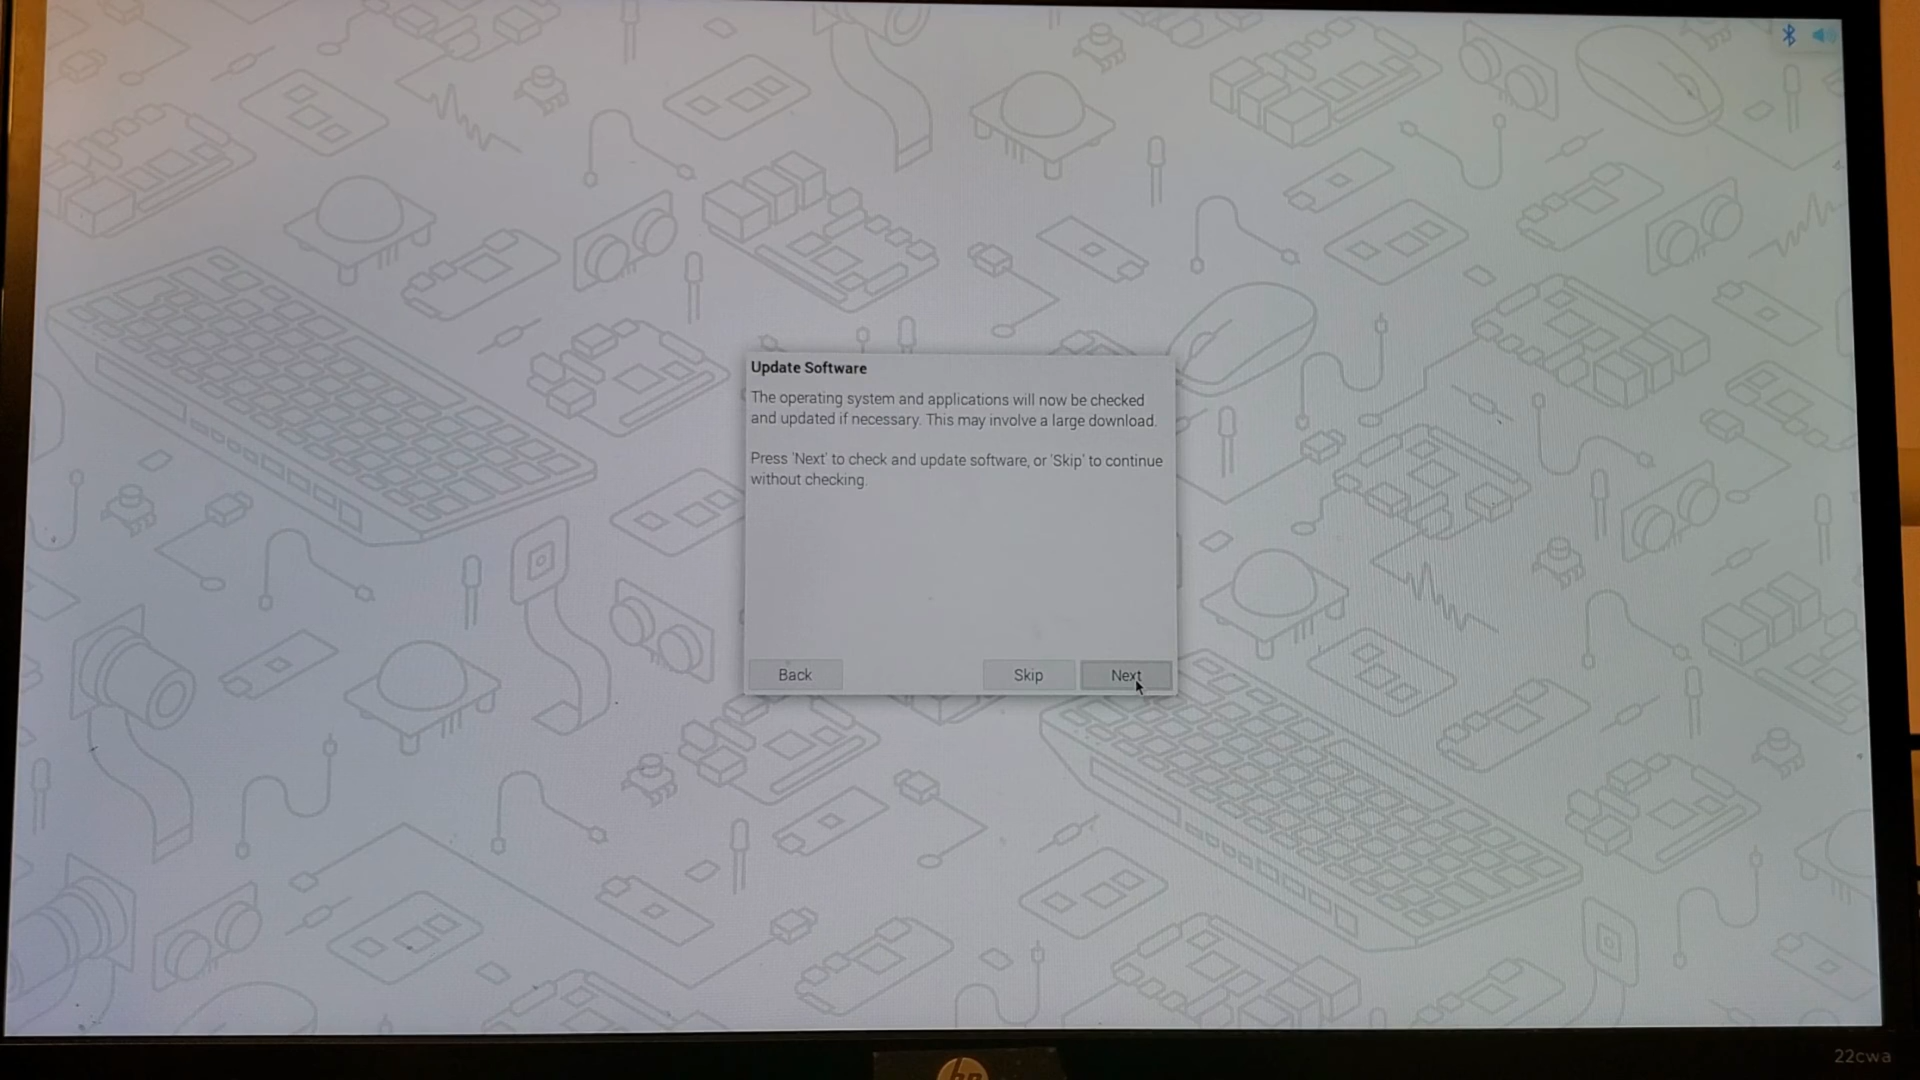 Update Software
The operating system and applications will now be checked
and updated if necessary. This may involve a large download.
Press 'Next' to check and update software, or 'Skip' to continue
without checking.
Back
Skip
Next
hp
22cwa